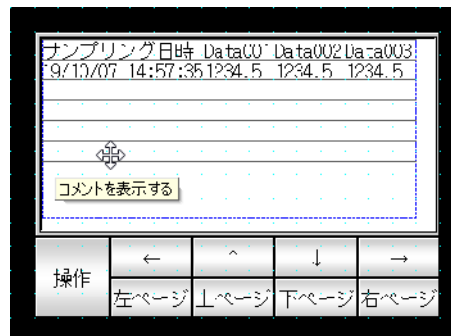 サンプリング日時 Data001 Data002 Data003
9/10/07 14:57:35 1234.5 1234.5 1234.5
コメントを表示する
操作 ← ^ ↓ →
左ページ 上ページ 下ページ 右ページ